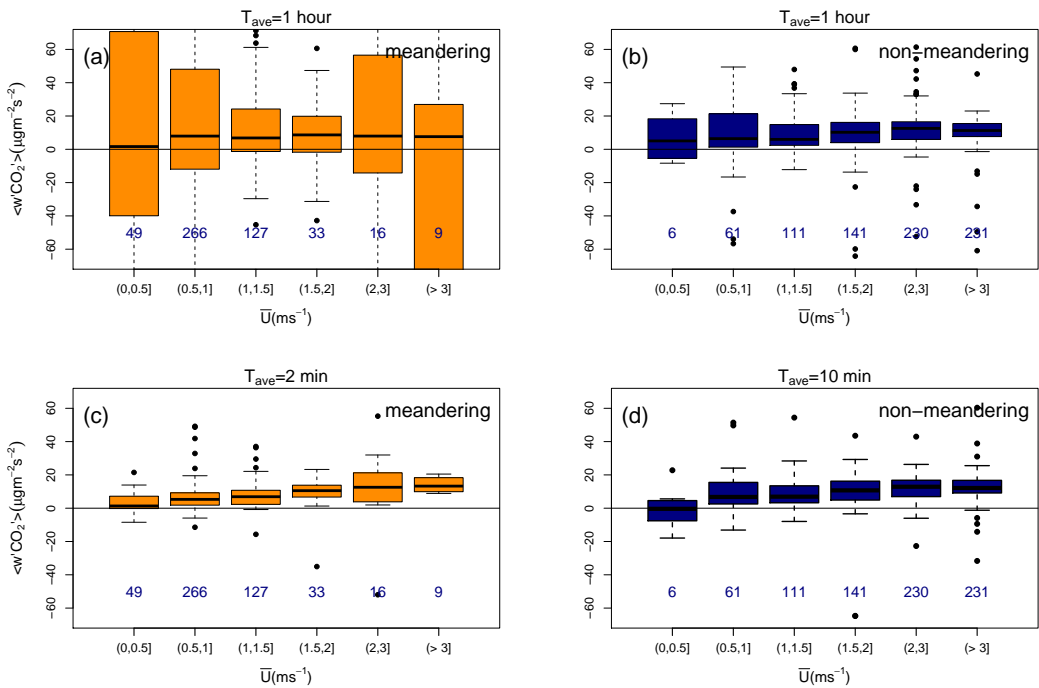 T_ave=1 hour
(a)
meandering
<w'CO₂'>(μgm⁻²s⁻²)
60
40
20
0
−20
−40
−60
49 266 127 33 16 9
(0,0.5] (0.5,1] (1,1.5] (1.5,2] (2,3] (> 3]
U̅(ms⁻¹)
T_ave=1 hour
(b)
non−meandering
60
40
20
0
−20
−40
−60
6 61 111 141 230 231
(0,0.5] (0.5,1] (1,1.5] (1.5,2] (2,3] (> 3]
U̅(ms⁻¹)
T_ave=2 min
(c)
meandering
<w'CO₂'>(μgm⁻²s⁻²)
60
40
20
0
−20
−40
−60
49 266 127 33 16 9
(0,0.5] (0.5,1] (1,1.5] (1.5,2] (2,3] (> 3]
U̅(ms⁻¹)
T_ave=10 min
(d)
non−meandering
60
40
20
0
−20
−40
−60
6 61 111 141 230 231
(0,0.5] (0.5,1] (1,1.5] (1.5,2] (2,3] (> 3]
U̅(ms⁻¹)